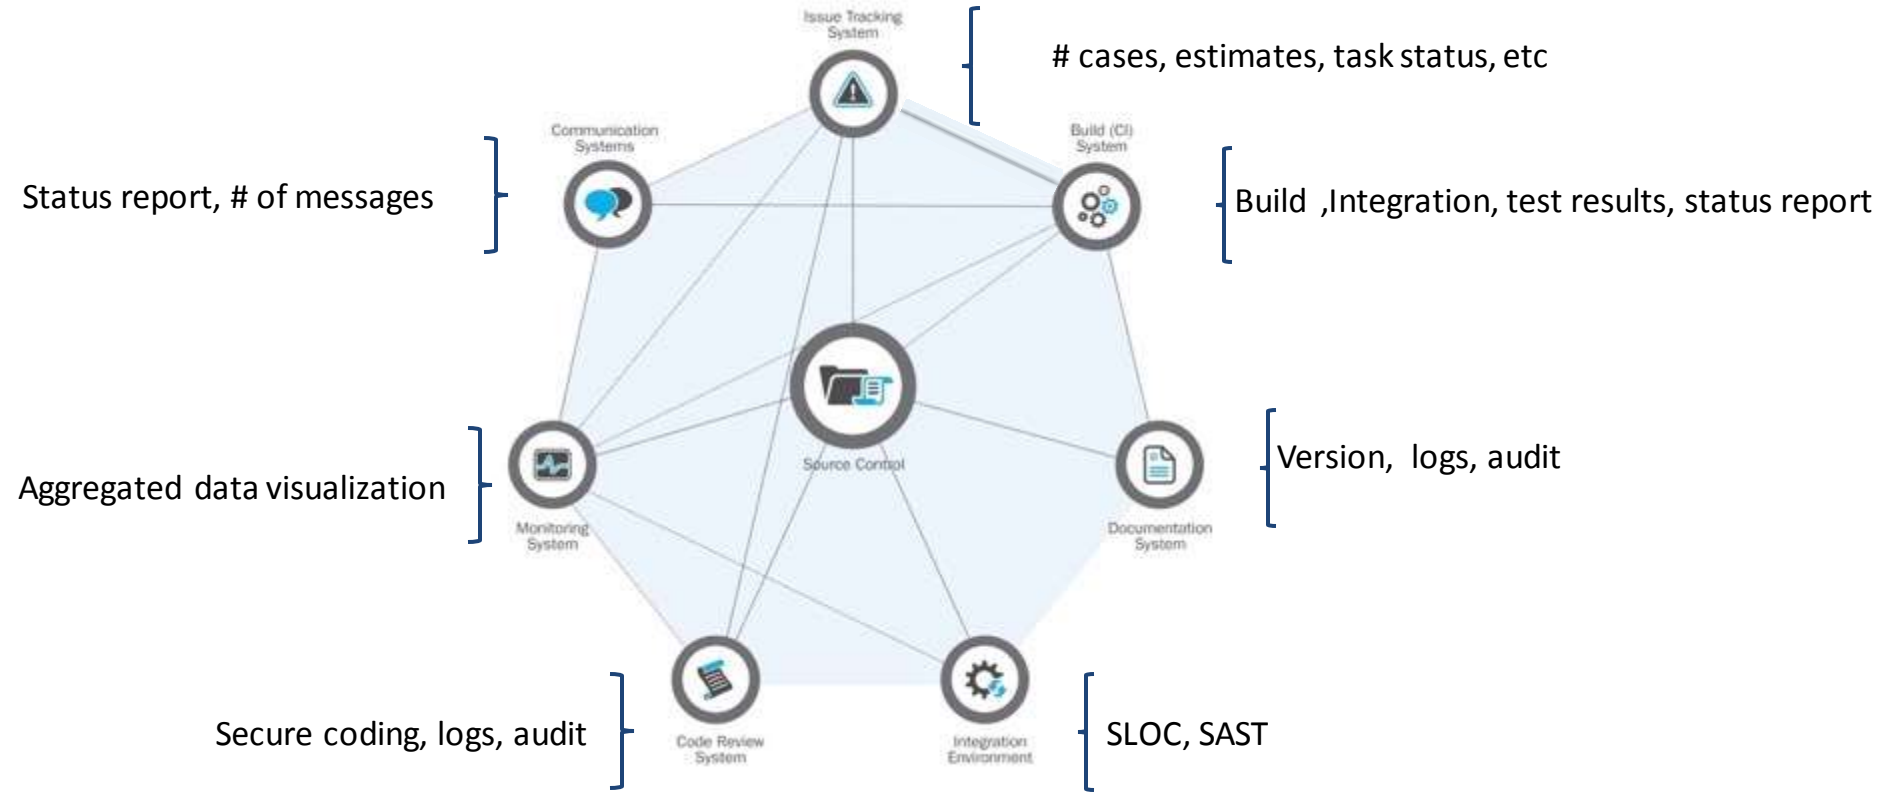 Issue Tracking
System
# cases, estimates, task status, etc
Communication
Systems
Build (CI)
System
Status report, # of messages
Build ,Integration, test results, status report
Source Control
Version, logs, audit
Aggregated data visualization
Monitoring
System
Documentation
System
Secure coding, logs, audit
Code Review
System
Integration
Environment
SLOC, SAST